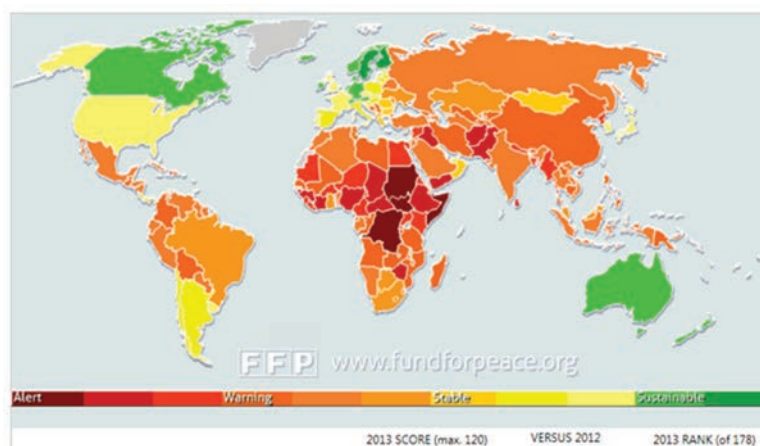 FFP www.fundforpeace.org
Alert Warning Stable Sustainable
2013 SCORE (max. 120) VERSUS 2012 2013 RANK (of 178)